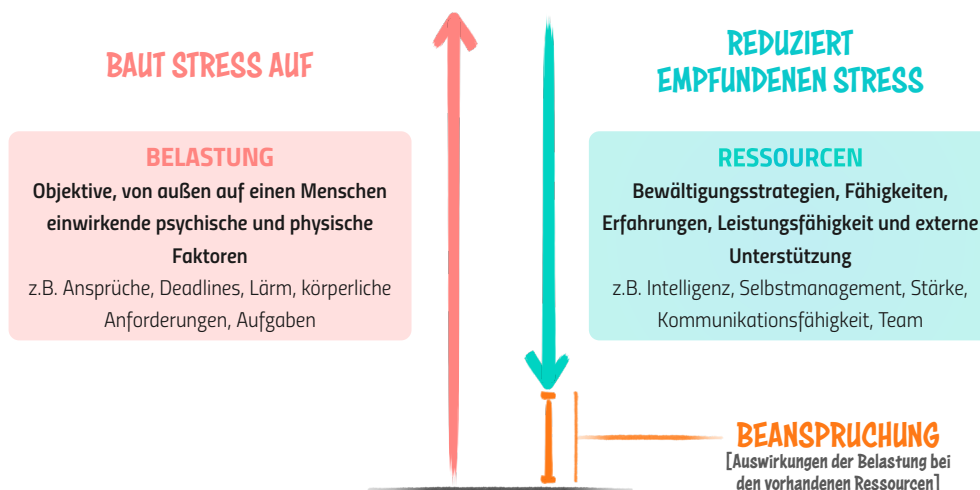 BAUT STRESS AUF
BELASTUNG
Objektive, von außen auf einen Menschen
einwirkende psychische und physische
Faktoren
z.B. Ansprüche, Deadlines, Lärm, körperliche
Anforderungen, Aufgaben
REDUZIERT
EMPFUNDENEN STRESS
RESSOURCEN
Bewältigungsstrategien, Fähigkeiten,
Erfahrungen, Leistungsfähigkeit und externe
Unterstützung
z.B. Intelligenz, Selbstmanagement, Stärke,
Kommunikationsfähigkeit, Team
BEANSPRUCHUNG
[Auswirkungen der Belastung bei
den vorhandenen Ressourcen]